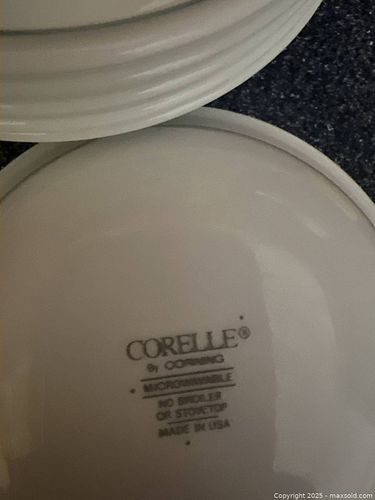 CORELLE®
By CORNING
MICROWAVABLE
NO BROILER
OR STOVETOP
MADE IN USA
Copyright 2025 - maxsold.com